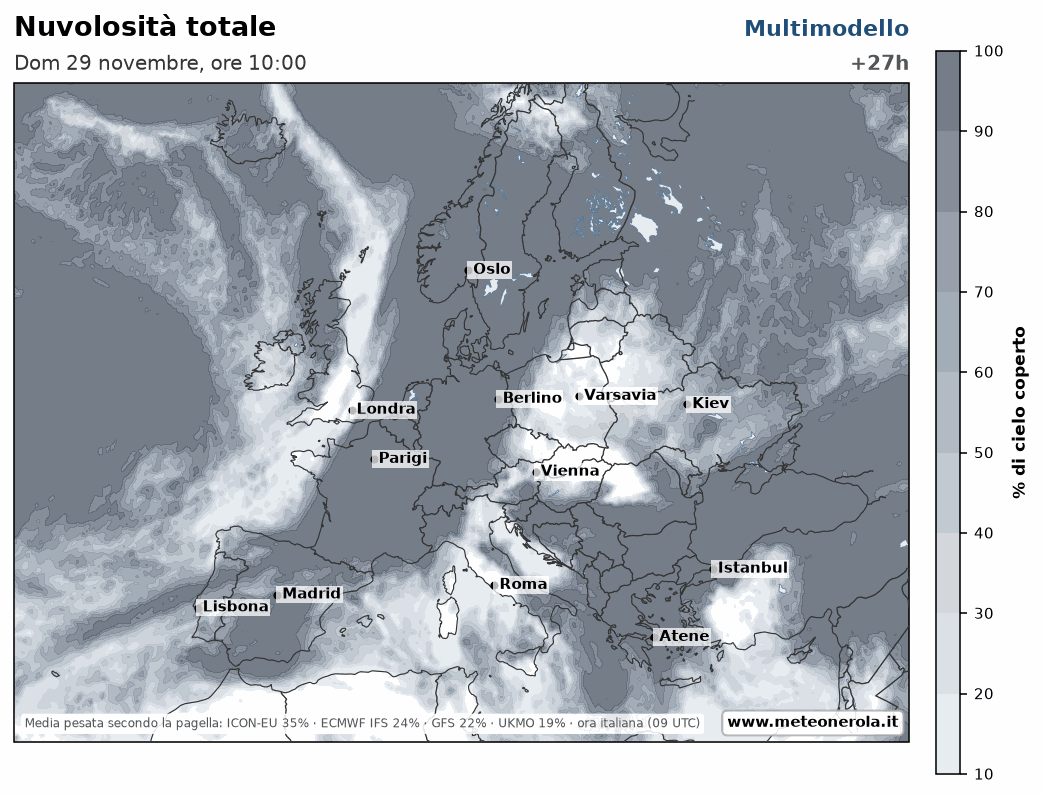 Nuvolosità totale
Multimodello
Dom 29 novembre, ore 10:00
+27h
Oslo
Londra
Berlino
Varsavia
Kiev
Parigi
Vienna
Istanbul
Roma
Madrid
Lisbona
Atene
Media pesata secondo la pagella: ICON-EU 35% · ECMWF IFS 24% · GFS 22% · UKMO 19% · ora italiana (09 UTC)
www.meteonerola.it
100
90
80
70
60
50
40
30
20
10
% di cielo coperto